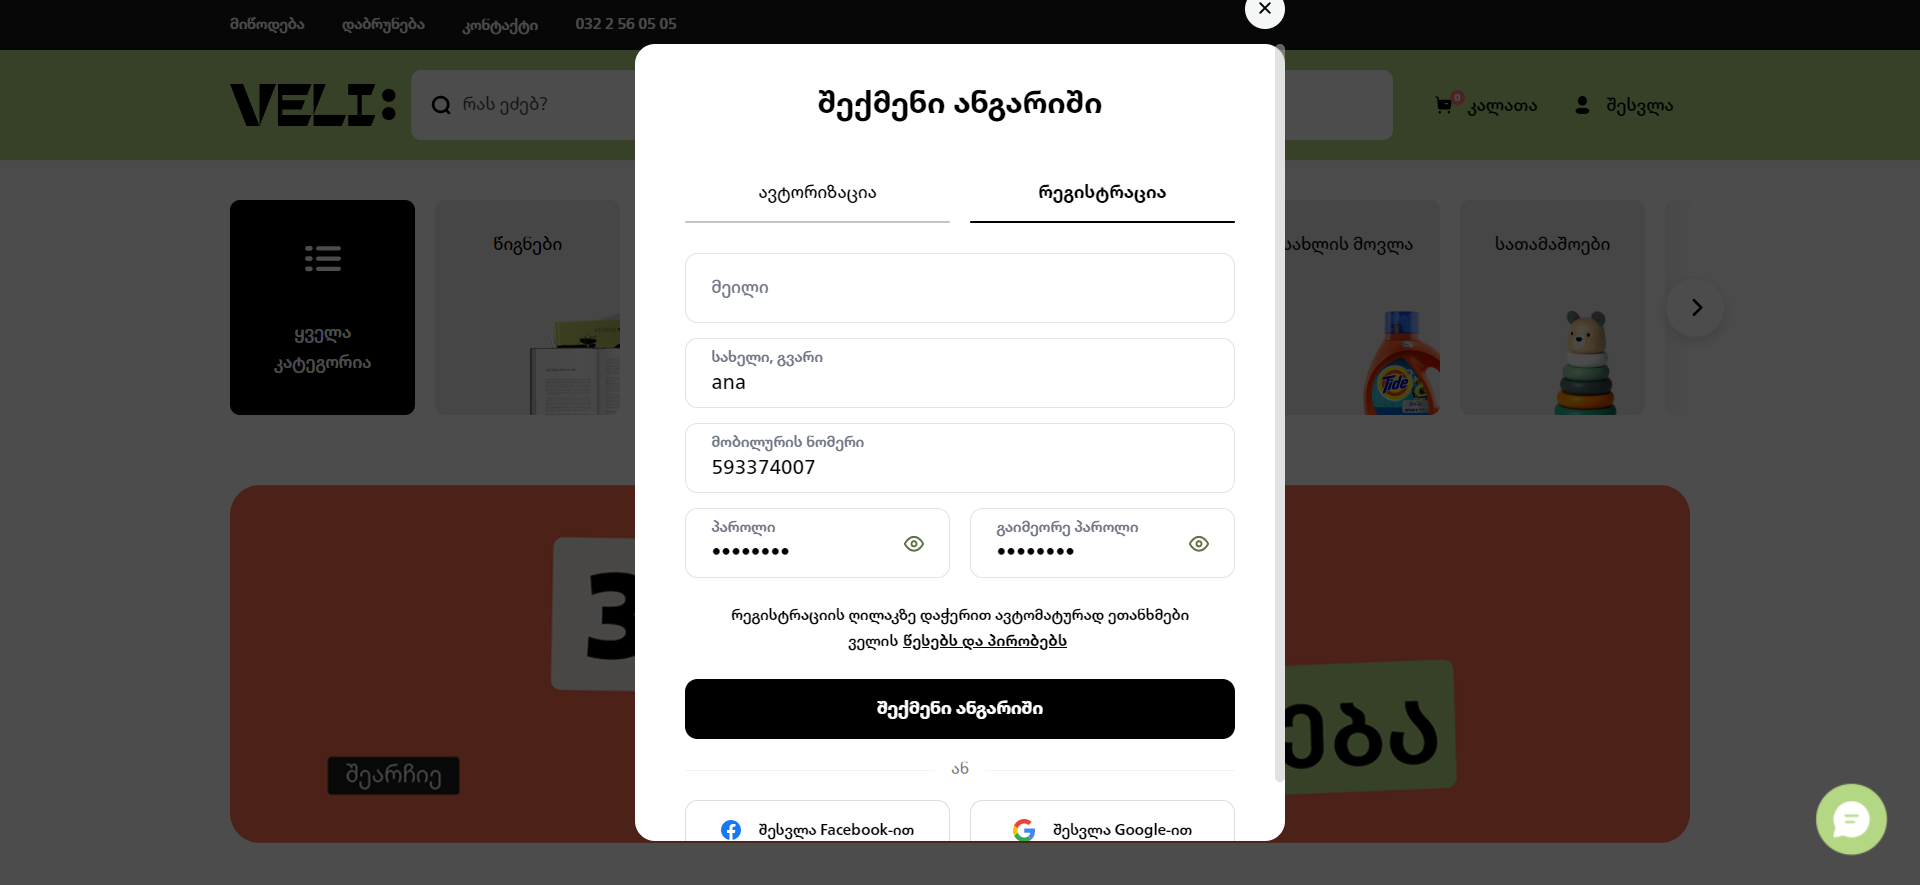 მიწოდება დაბრუნება კონტაქტი 032 2 56 05 05
VELI:
რას ეძებ?
0 კალათა
შესვლა
ყველა
კატეგორია
წიგნები
სახლის მოვლა
Tide
სათამაშოები
შეარჩიე
ება
შექმენი ანგარიში
ავტორიზაცია
რეგისტრაცია
მეილი
სახელი, გვარი
ana
მობილურის ნომერი
593374007
პაროლი
••••••••
გაიმეორე პაროლი
••••••••
რეგისტრაციის ღილაკზე დაჭერით ავტომატურად ეთანხმები
ველის წესებს და პირობებს
შექმენი ანგარიში
ან
შესვლა Facebook-ით
შესვლა Google-ით